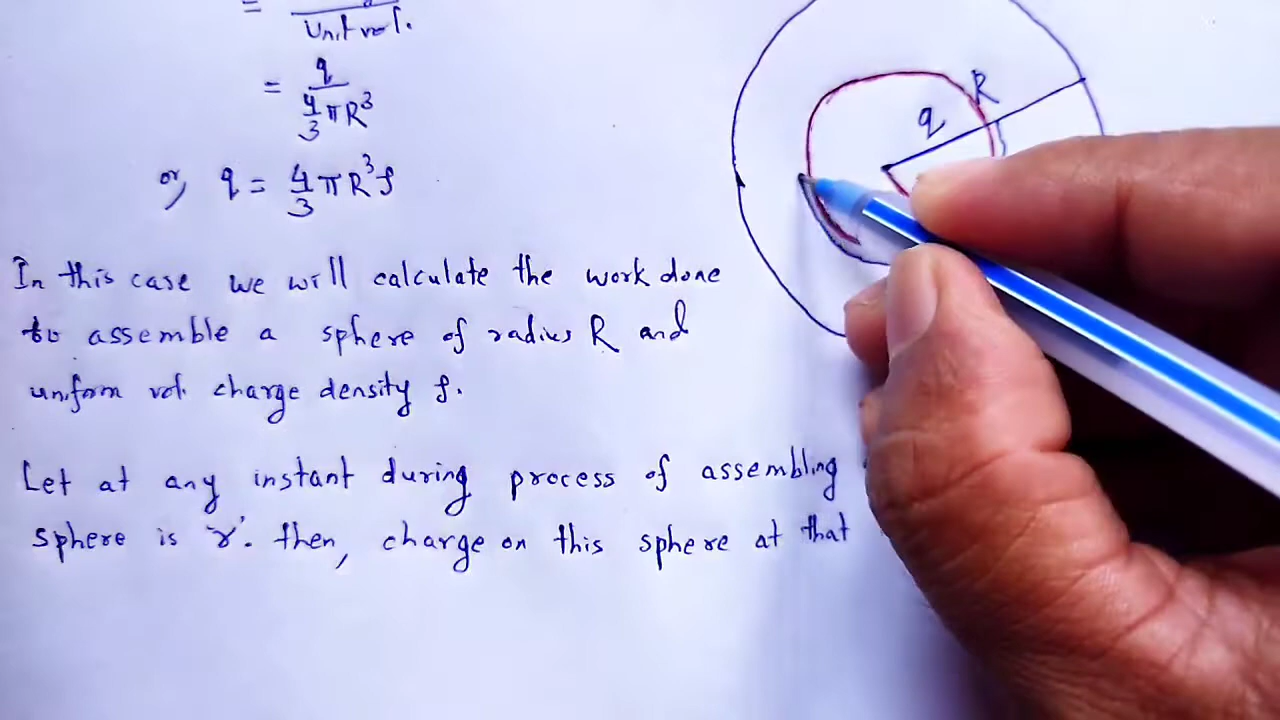 = 
Unit vol.
= q / 4/3 πR³
or, q = 4/3 πR³ρ
R
q
In this case we will calculate the work done
to assemble a sphere of radius R and
uniform vol. charge density ρ.
Let at any instant during process of assembling
sphere is 'r'. then, charge on this sphere at that